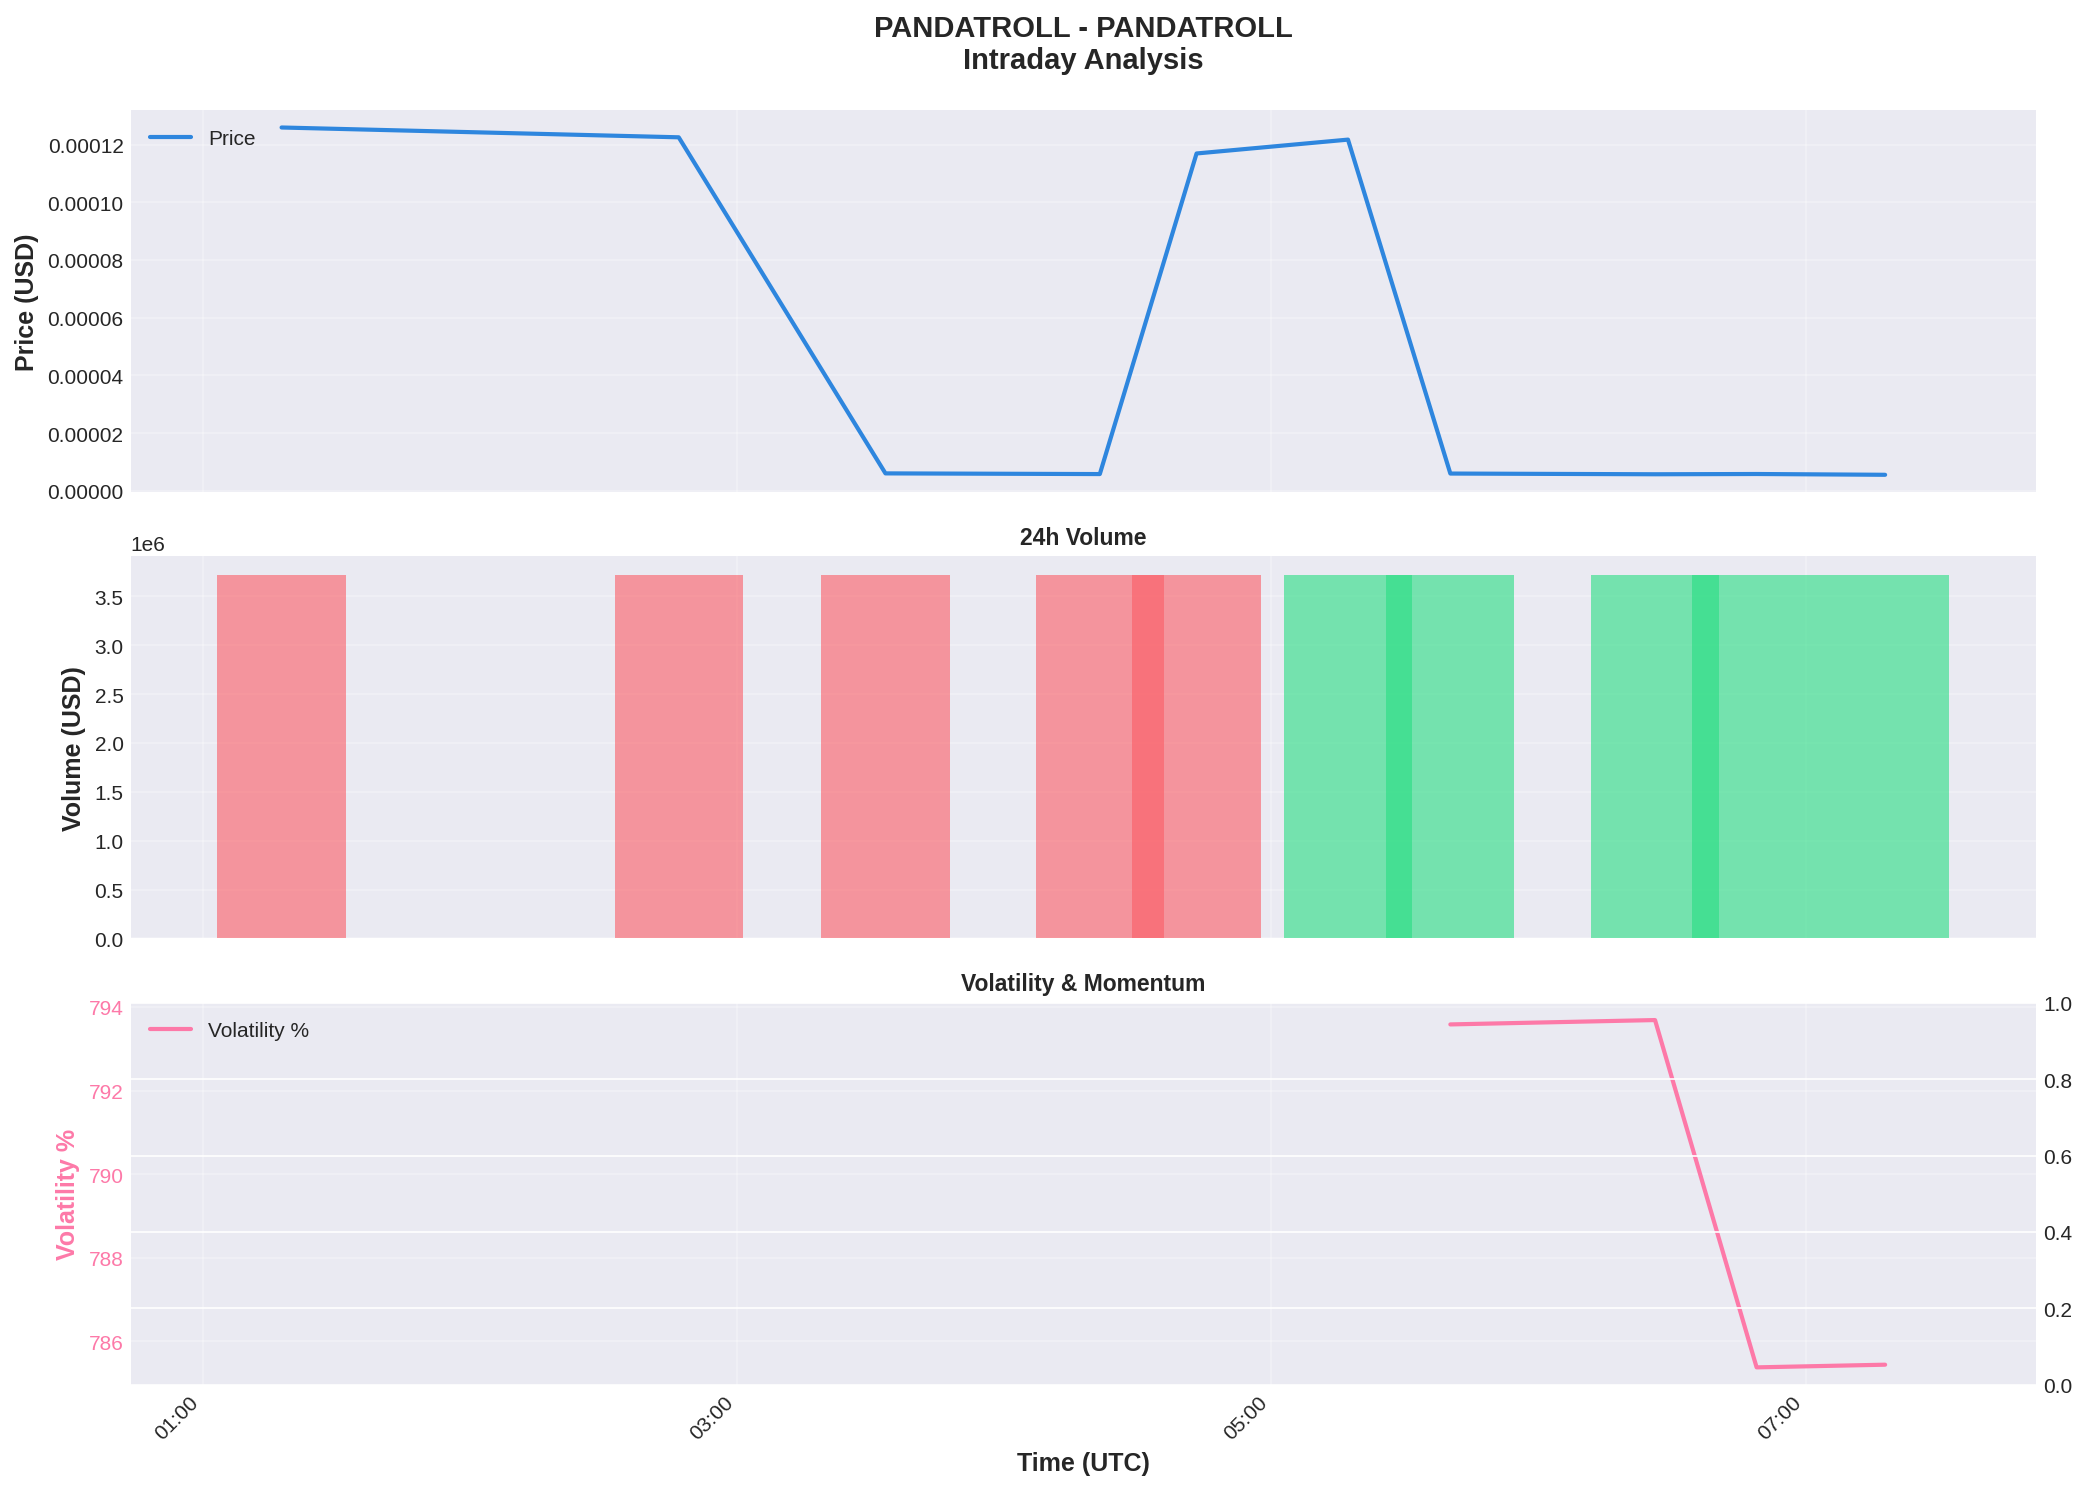 PANDATROLL - PANDATROLL
Intraday Analysis
Price
Price (USD)
0.00012
0.00010
0.00008
0.00006
0.00004
0.00002
0.00000
24h Volume
1e6
Volume (USD)
3.5
3.0
2.5
2.0
1.5
1.0
0.5
0.0
Volatility & Momentum
Volatility %
Volatility %
794
792
790
788
786
1.0
0.8
0.6
0.4
0.2
0.0
01:00
03:00
05:00
07:00
Time (UTC)